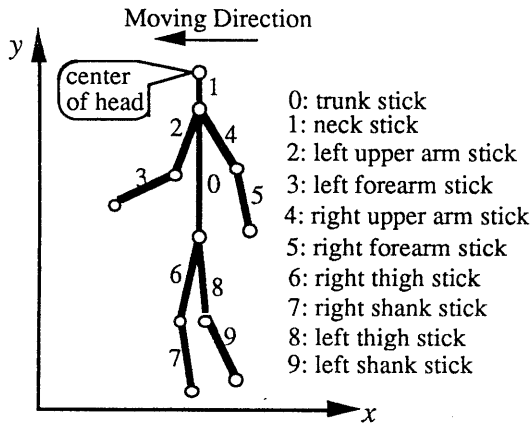 Moving Direction
y
center
of head
1
2
4
3
0
5
6
8
7
9
x
0: trunk stick
1: neck stick
2: left upper arm stick
3: left forearm stick
4: right upper arm stick
5: right forearm stick
6: right thigh stick
7: right shank stick
8: left thigh stick
9: left shank stick